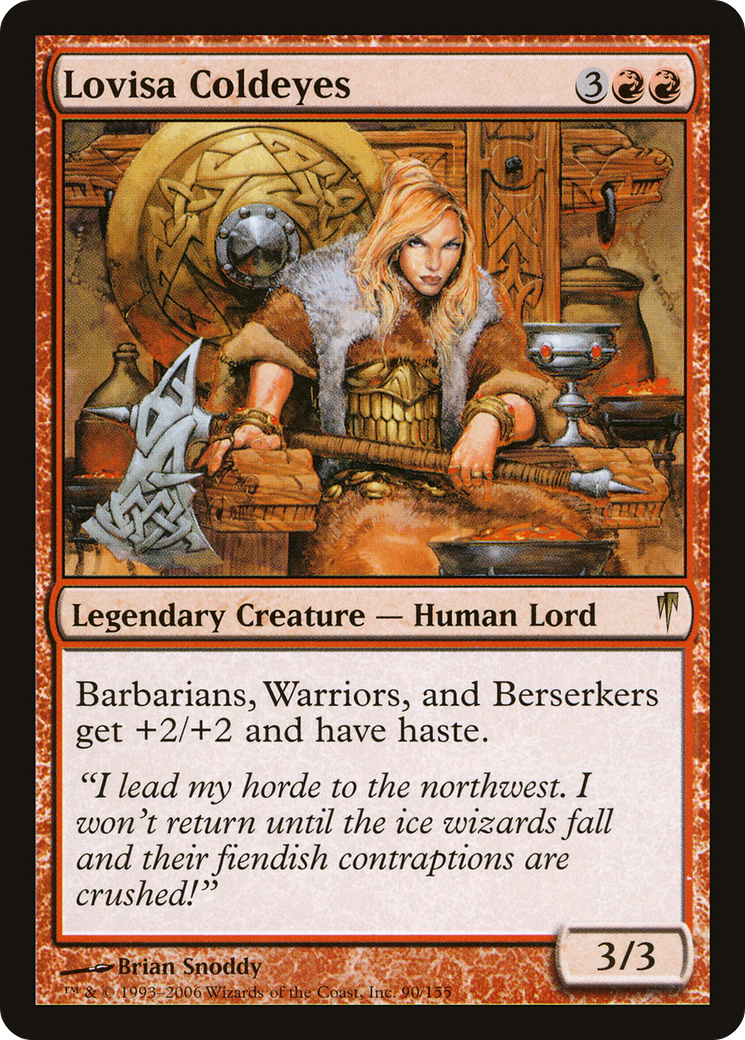 Lovisa Coldeyes 3
Legendary Creature — Human Lord
Barbarians, Warriors, and Berserkers
get +2/+2 and have haste.
“I lead my horde to the northwest. I
won’t return until the ice wizards fall
and their fiendish contraptions are
crushed!”
3/3
Brian Snoddy
™ & © 1993–2006 Wizards of the Coast, Inc. 90/155